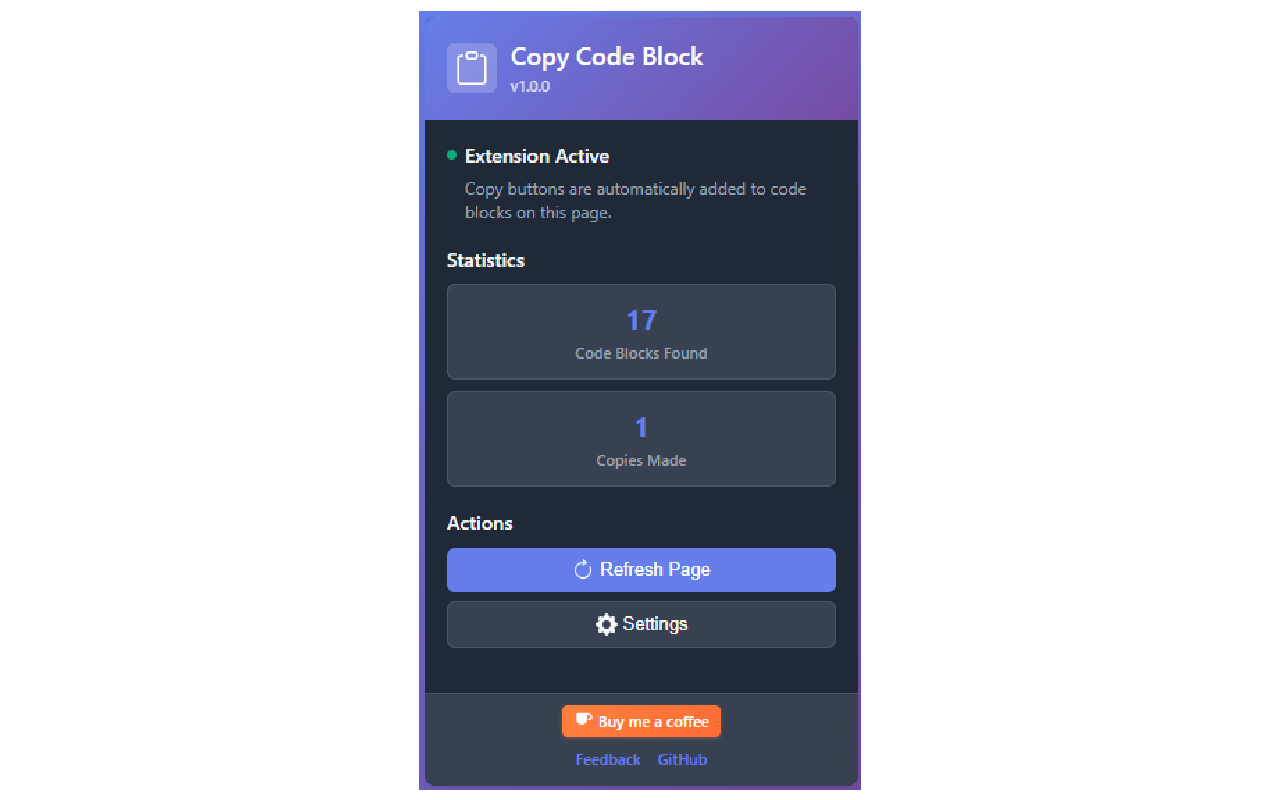 Copy Code Block
v1.0.0
Extension Active
Copy buttons are automatically added to code
blocks on this page.
Statistics
17
Code Blocks Found
1
Copies Made
Actions
Refresh Page
Settings
Buy me a coffee
Feedback GitHub